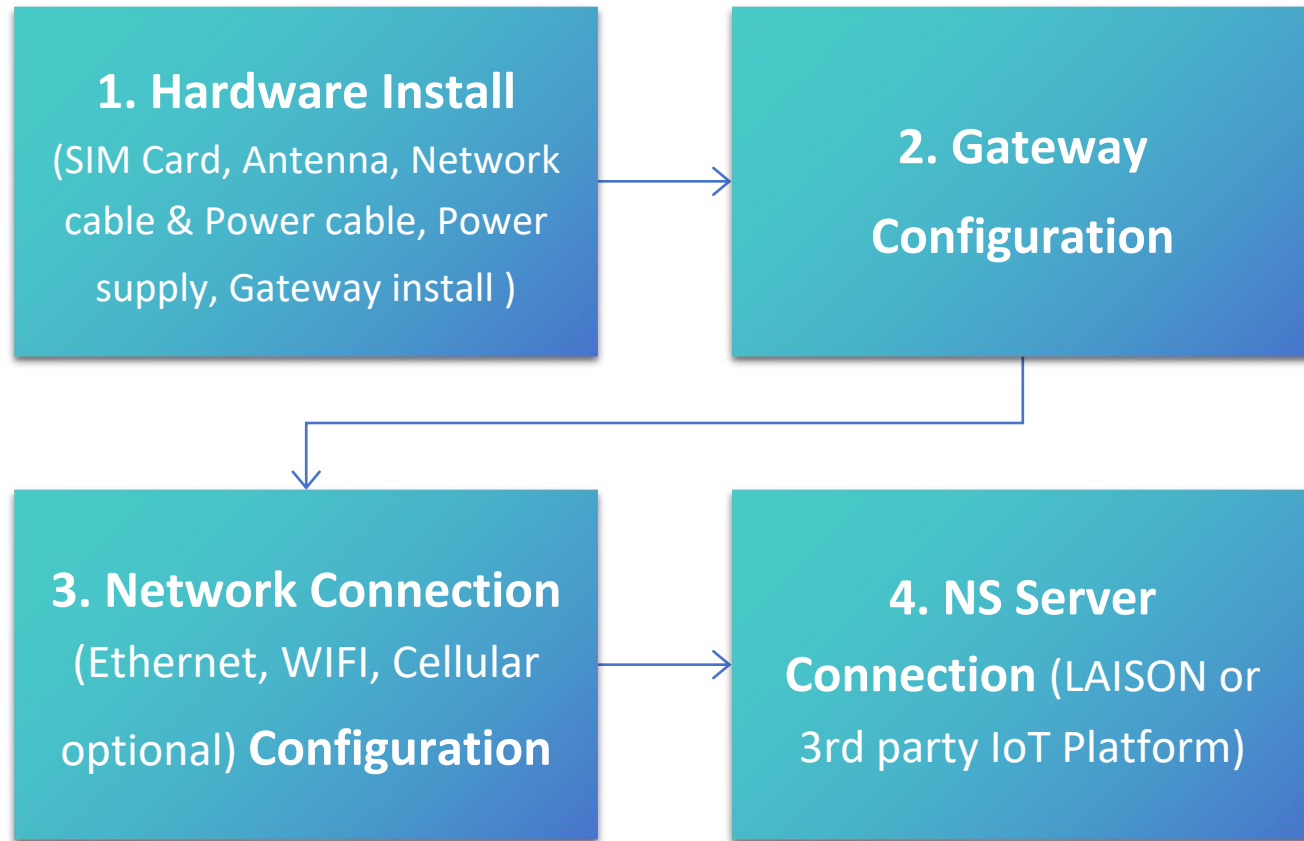 1. Hardware Install
(SIM Card, Antenna, Network
cable & Power cable, Power
supply, Gateway install )
2. Gateway
Configuration
3. Network Connection
(Ethernet, WIFI, Cellular
optional) Configuration
4. NS Server
Connection (LAISON or
3rd party IoT Platform)